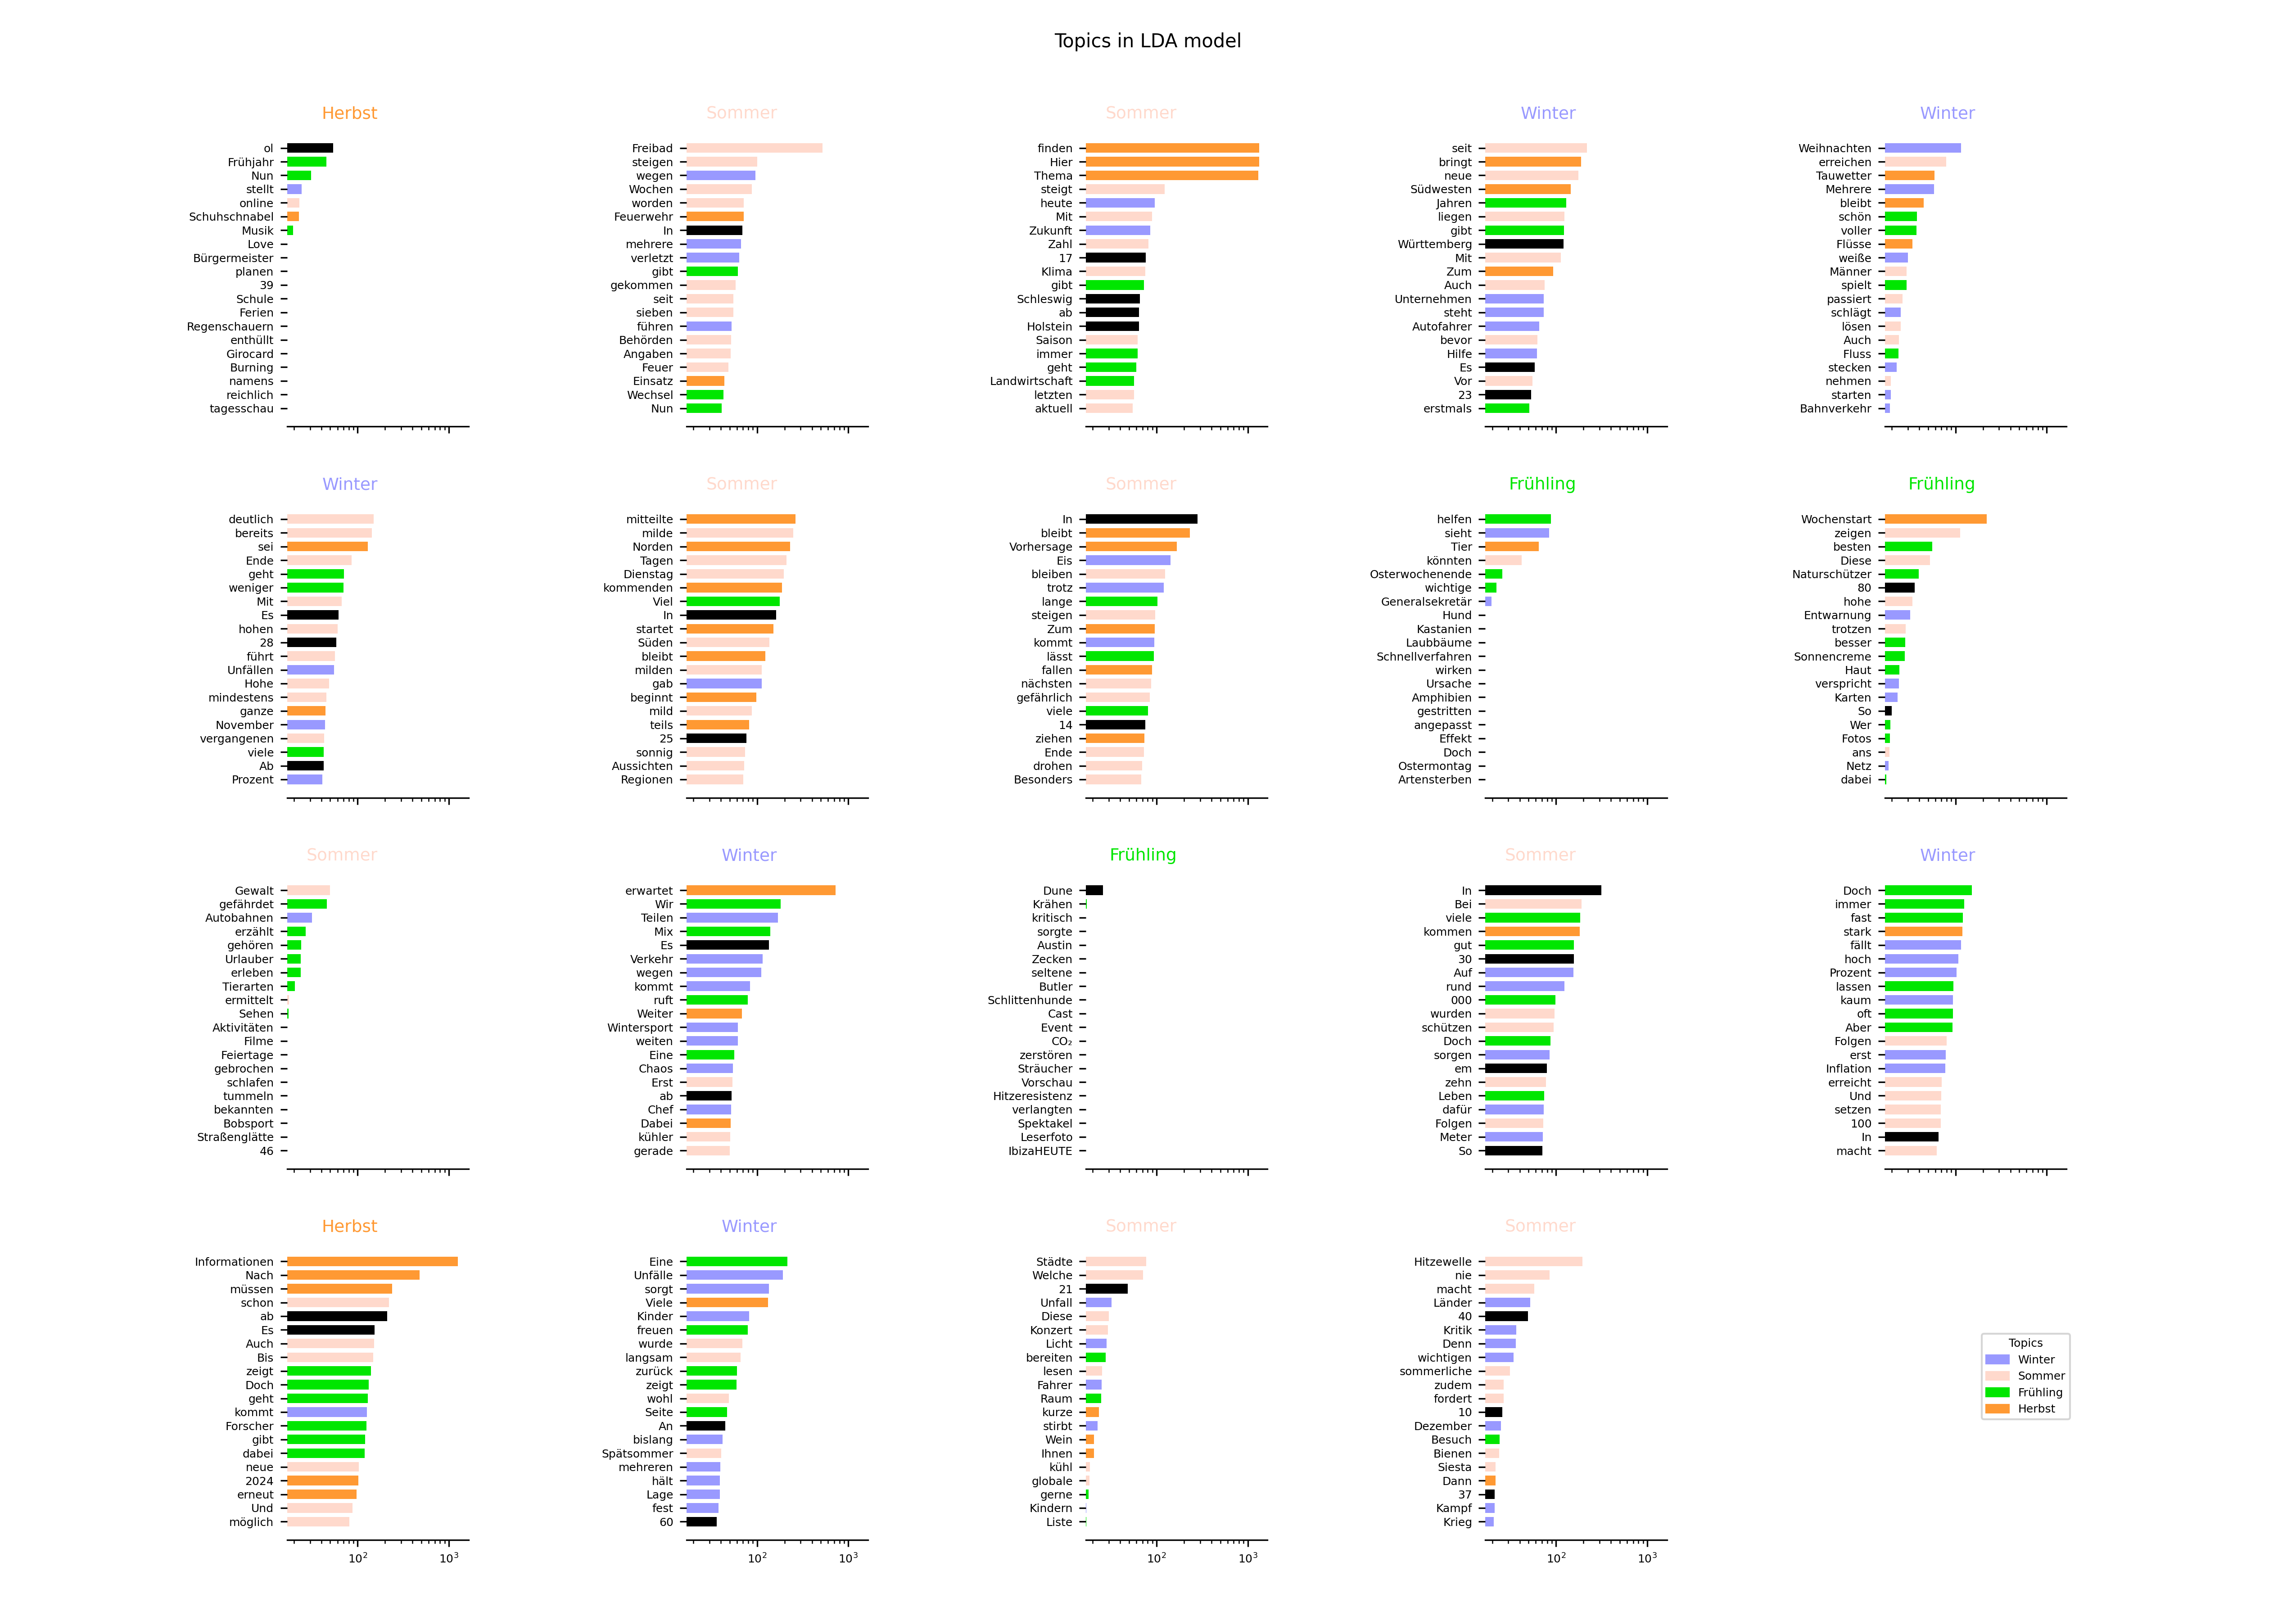 Topics in LDA model
Herbst
ol
Frühjahr
Nun
stellt
online
Schuhschnabel
Musik
Love
Bürgermeister
planen
39
Schule
Ferien
Regenschauern
enthüllt
Girocard
Burning
namens
reichlich
tagesschau
Sommer
Freibad
steigen
wegen
Wochen
worden
Feuerwehr
In
mehrere
verletzt
gibt
gekommen
seit
sieben
führen
Behörden
Angaben
Feuer
Einsatz
Wechsel
Nun
Sommer
finden
Hier
Thema
steigt
heute
Mit
Zukunft
Zahl
17
Klima
gibt
Schleswig
ab
Holstein
Saison
immer
geht
Landwirtschaft
letzten
aktuell
Winter
seit
bringt
neue
Südwesten
Jahren
liegen
gibt
Württemberg
Mit
Zum
Auch
Unternehmen
steht
Autofahrer
bevor
Hilfe
Es
Vor
23
erstmals
Winter
Weihnachten
erreichen
Tauwetter
Mehrere
bleibt
schön
voller
Flüsse
weiße
Männer
spielt
passiert
schlägt
lösen
Auch
Fluss
stecken
nehmen
starten
Bahnverkehr
Winter
deutlich
bereits
sei
Ende
geht
weniger
Mit
Es
hohen
28
führt
Unfällen
Hohe
mindestens
ganze
November
vergangenen
viele
Ab
Prozent
Sommer
mitteilte
milde
Norden
Tagen
Dienstag
kommenden
Viel
In
startet
Süden
bleibt
milden
gab
beginnt
mild
teils
25
sonnig
Aussichten
Regionen
Sommer
In
bleibt
Vorhersage
Eis
bleiben
trotz
lange
steigen
Zum
kommt
lässt
fallen
nächsten
gefährlich
viele
14
ziehen
Ende
drohen
Besonders
Frühling
helfen
sieht
Tier
könnten
Osterwochenende
wichtige
Generalsekretär
Hund
Kastanien
Laubbäume
Schnellverfahren
wirken
Ursache
Amphibien
gestritten
angepasst
Effekt
Doch
Ostermontag
Artensterben
Frühling
Wochenstart
zeigen
besten
Diese
Naturschützer
80
hohe
Entwarnung
trotzen
besser
Sonnencreme
Haut
verspricht
Karten
So
Wer
Fotos
ans
Netz
dabei
Sommer
Gewalt
gefährdet
Autobahnen
erzählt
gehören
Urlauber
erleben
Tierarten
ermittelt
Sehen
Aktivitäten
Filme
Feiertage
gebrochen
schlafen
tummeln
bekannten
Bobsport
Straßenglätte
46
Winter
erwartet
Wir
Teilen
Mix
Es
Verkehr
wegen
kommt
ruft
Weiter
Wintersport
weiten
Eine
Chaos
Erst
ab
Chef
Dabei
kühler
gerade
Frühling
Dune
Krähen
kritisch
sorgte
Austin
Zecken
seltene
Butler
Schlittenhunde
Cast
Event
CO₂
zerstören
Sträucher
Vorschau
Hitzeresistenz
verlangten
Spektakel
Leserfoto
IbizaHEUTE
Sommer
In
Bei
viele
kommen
gut
30
Auf
rund
000
wurden
schützen
Doch
sorgen
em
zehn
Leben
dafür
Folgen
Meter
So
Winter
Doch
immer
fast
stark
fällt
hoch
Prozent
lassen
kaum
oft
Aber
Folgen
erst
Inflation
erreicht
Und
setzen
100
In
macht
Herbst
Informationen
Nach
müssen
schon
ab
Es
Auch
Bis
zeigt
Doch
geht
kommt
Forscher
gibt
dabei
neue
2024
erneut
Und
möglich
10² 10³
Winter
Eine
Unfälle
sorgt
Viele
Kinder
freuen
wurde
langsam
zurück
zeigt
wohl
Seite
An
bislang
Spätsommer
mehreren
hält
Lage
fest
60
10² 10³
Sommer
Städte
Welche
21
Unfall
Diese
Konzert
Licht
bereiten
lesen
Fahrer
Raum
kurze
stirbt
Wein
Ihnen
kühl
globale
gerne
Kindern
Liste
10² 10³
Sommer
Hitzewelle
nie
macht
Länder
40
Kritik
Denn
wichtigen
sommerliche
zudem
fordert
10
Dezember
Besuch
Bienen
Siesta
Dann
37
Kampf
Krieg
10² 10³
Topics
Winter
Sommer
Frühling
Herbst